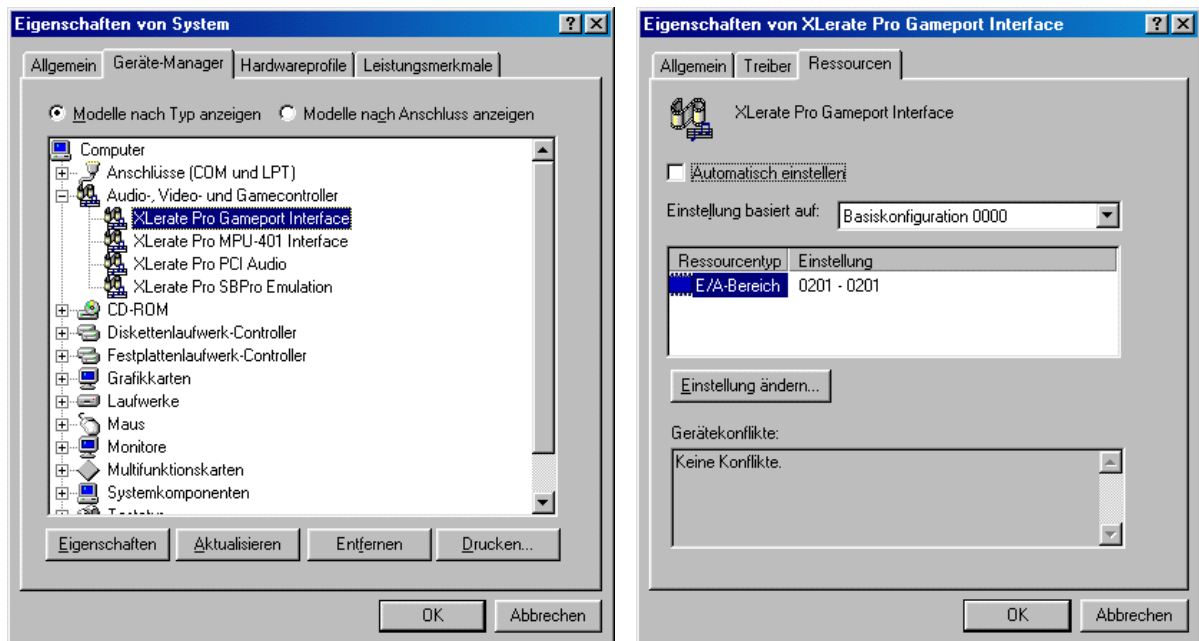 Eigenschaften von System
Allgemein Geräte-Manager Hardwareprofile Leistungsmerkmale
Modelle nach Typ anzeigen Modelle nach Anschluss anzeigen
Computer
Anschlüsse (COM und LPT)
Audio-, Video- und Gamecontroller
XLerate Pro Gameport Interface
XLerate Pro MPU-401 Interface
XLerate Pro PCI Audio
XLerate Pro SBPro Emulation
CD-ROM
Diskettenlaufwerk-Controller
Festplattenlaufwerk-Controller
Grafikkarten
Laufwerke
Maus
Monitore
Multifunktionskarten
Systemkomponenten
Eigenschaften Aktualisieren Entfernen Drucken...
OK Abbrechen
Eigenschaften von XLerate Pro Gameport Interface
Allgemein Treiber Ressourcen
XLerate Pro Gameport Interface
Automatisch einstellen
Einstellung basiert auf: Basiskonfiguration 0000
Ressourcentyp Einstellung
E/A-Bereich 0201 - 0201
Einstellung ändern...
Gerätekonflikte:
Keine Konflikte.
OK Abbrechen